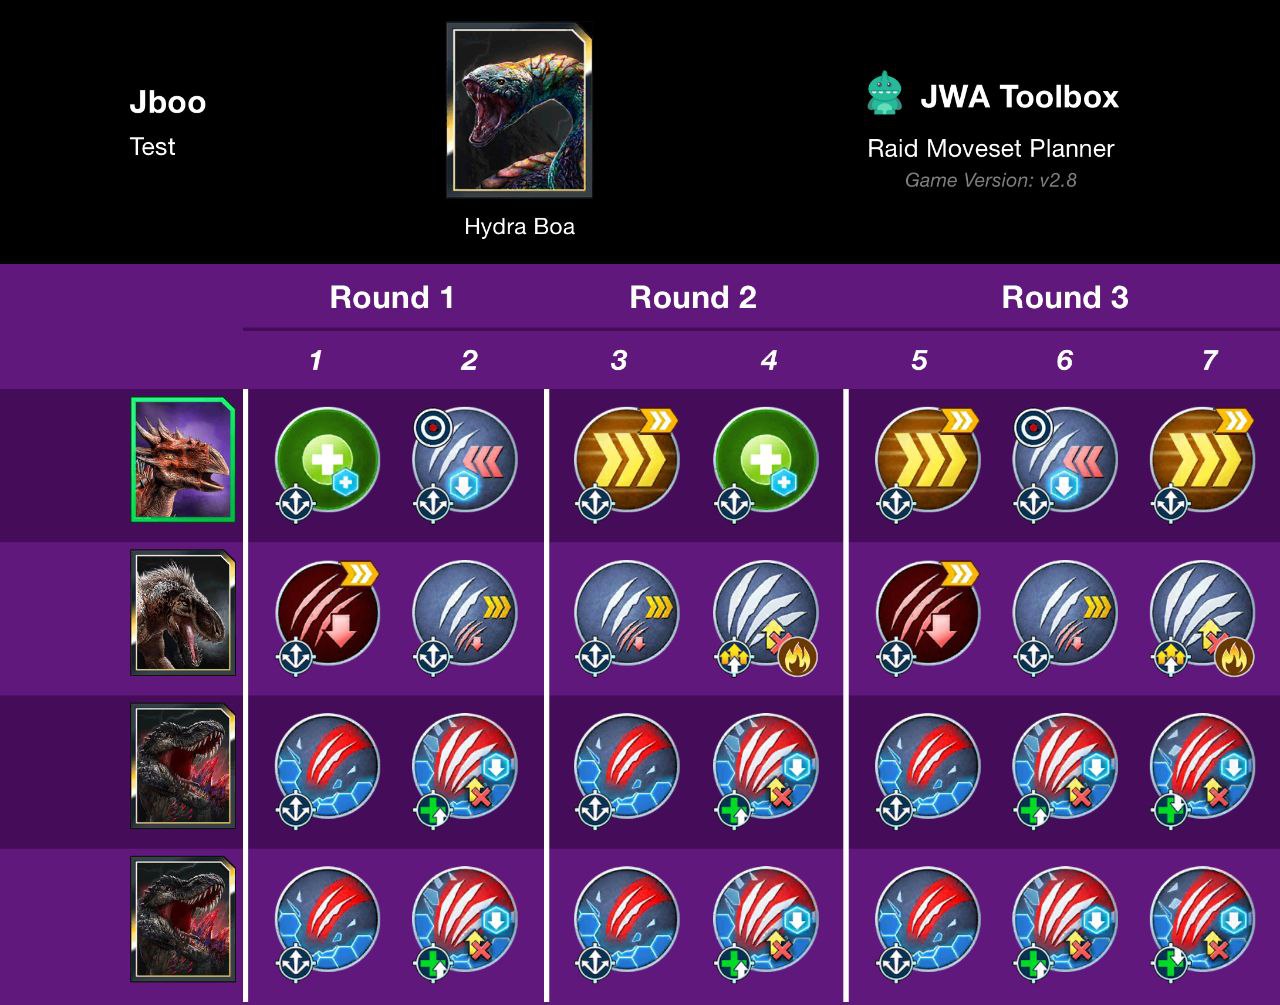 Jboo
Test
Hydra Boa
JWA Toolbox
Raid Moveset Planner
Game Version: v2.8
Round 1 Round 2 Round 3
1 2 3 4 5 6 7